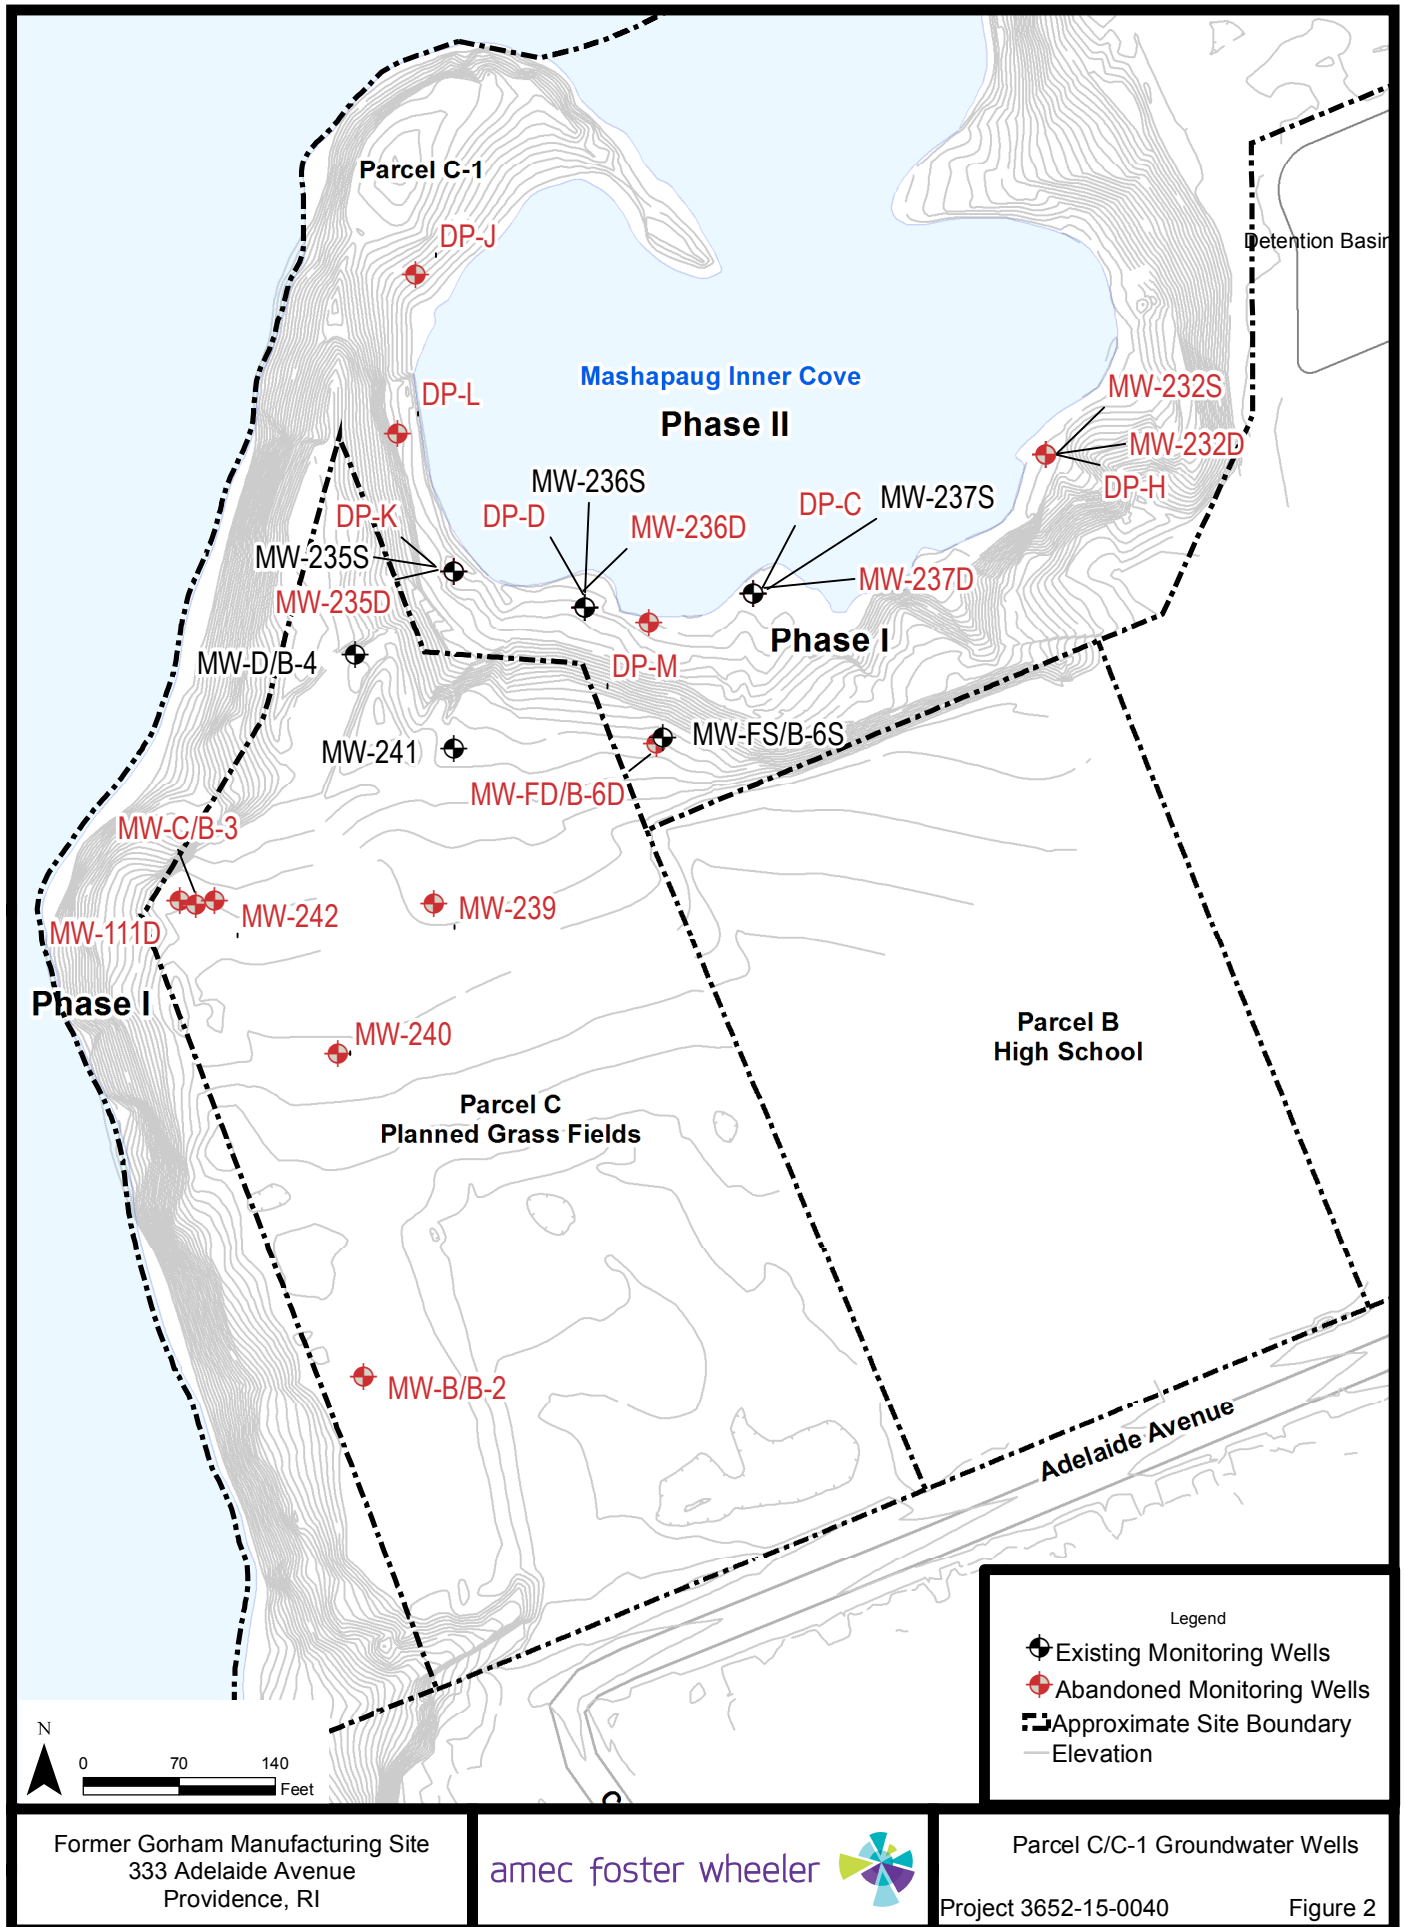 Parcel C-1
DP-J
Detention Basin
Mashapaug Inner Cove
Phase II
DP-L
MW-232S
MW-232D
DP-H
MW-236S
DP-D
MW-236D
DP-C
MW-237S
DP-K
MW-235S
MW-235D
MW-237D
Phase I
MW-D/B-4
DP-M
MW-241
MW-FS/B-6S
MW-FD/B-6D
MW-C/B-3
MW-242
MW-239
MW-111D
Phase I
MW-240
Parcel B
High School
Parcel C
Planned Grass Fields
MW-B/B-2
Adelaide Avenue
Legend
Existing Monitoring Wells
Abandoned Monitoring Wells
Approximate Site Boundary
Elevation
N
0 70 140
Feet
Former Gorham Manufacturing Site
333 Adelaide Avenue
Providence, RI
amec foster wheeler
Parcel C/C-1 Groundwater Wells
Project 3652-15-0040 Figure 2